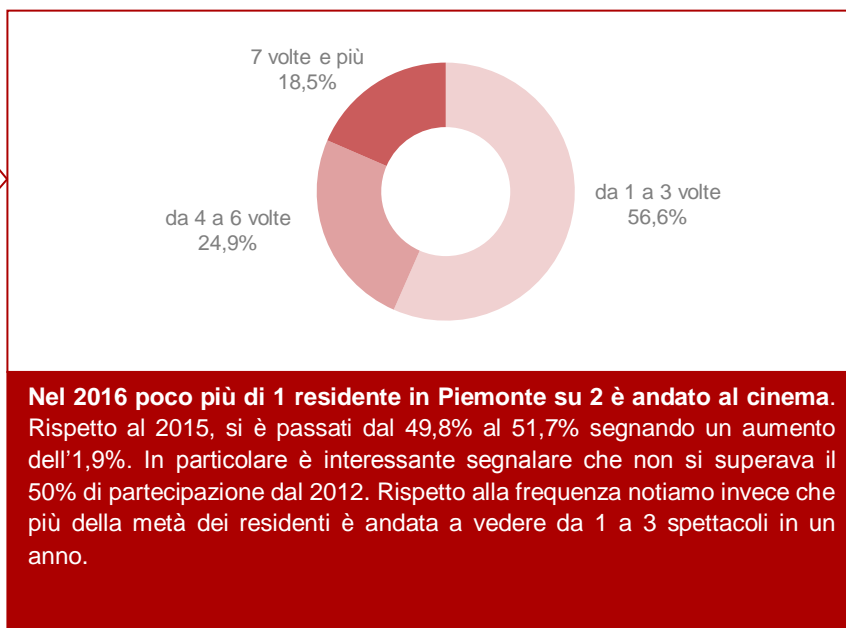 7 volte e più
18,5%
da 1 a 3 volte
56,6%
da 4 a 6 volte
24,9%
Nel 2016 poco più di 1 residente in Piemonte su 2 è andato al cinema.
Rispetto al 2015, si è passati dal 49,8% al 51,7% segnando un aumento
dell'1,9%. In particolare è interessante segnalare che non si superava il
50% di partecipazione dal 2012. Rispetto alla frequenza notiamo invece che
più della metà dei residenti è andata a vedere da 1 a 3 spettacoli in un
anno.